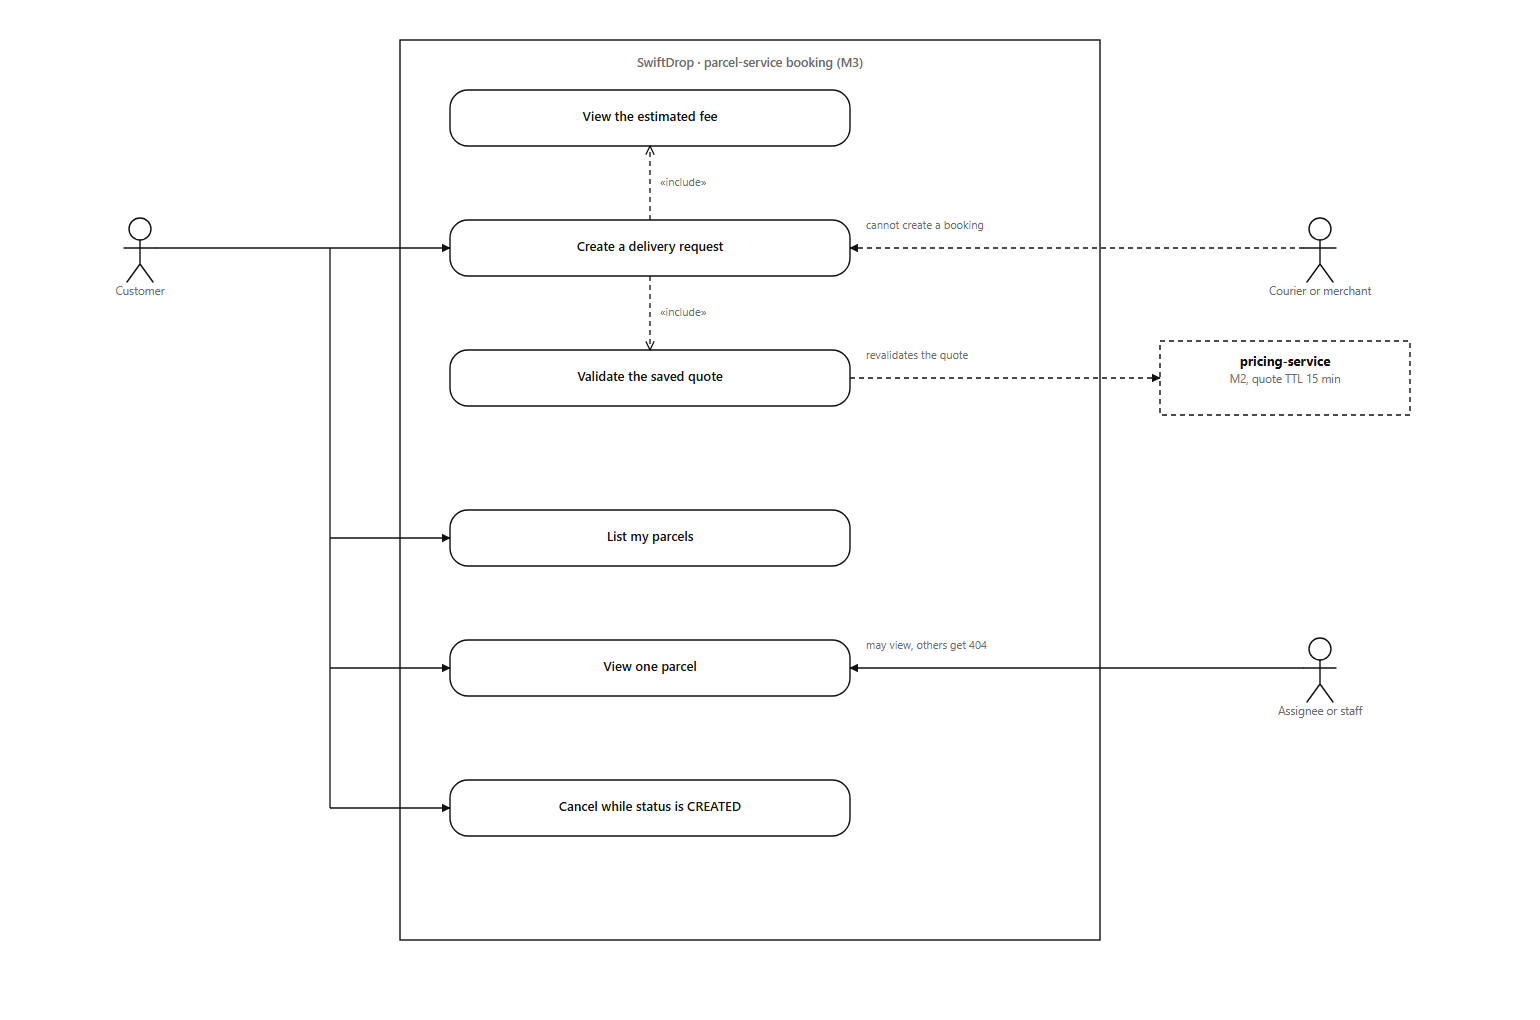 SwiftDrop · parcel-service booking (M3)
View the estimated fee
«include»
Create a delivery request
cannot create a booking
Customer
Courier or merchant
«include»
Validate the saved quote
revalidates the quote
pricing-service
M2, quote TTL 15 min
List my parcels
View one parcel
may view, others get 404
Assignee or staff
Cancel while status is CREATED